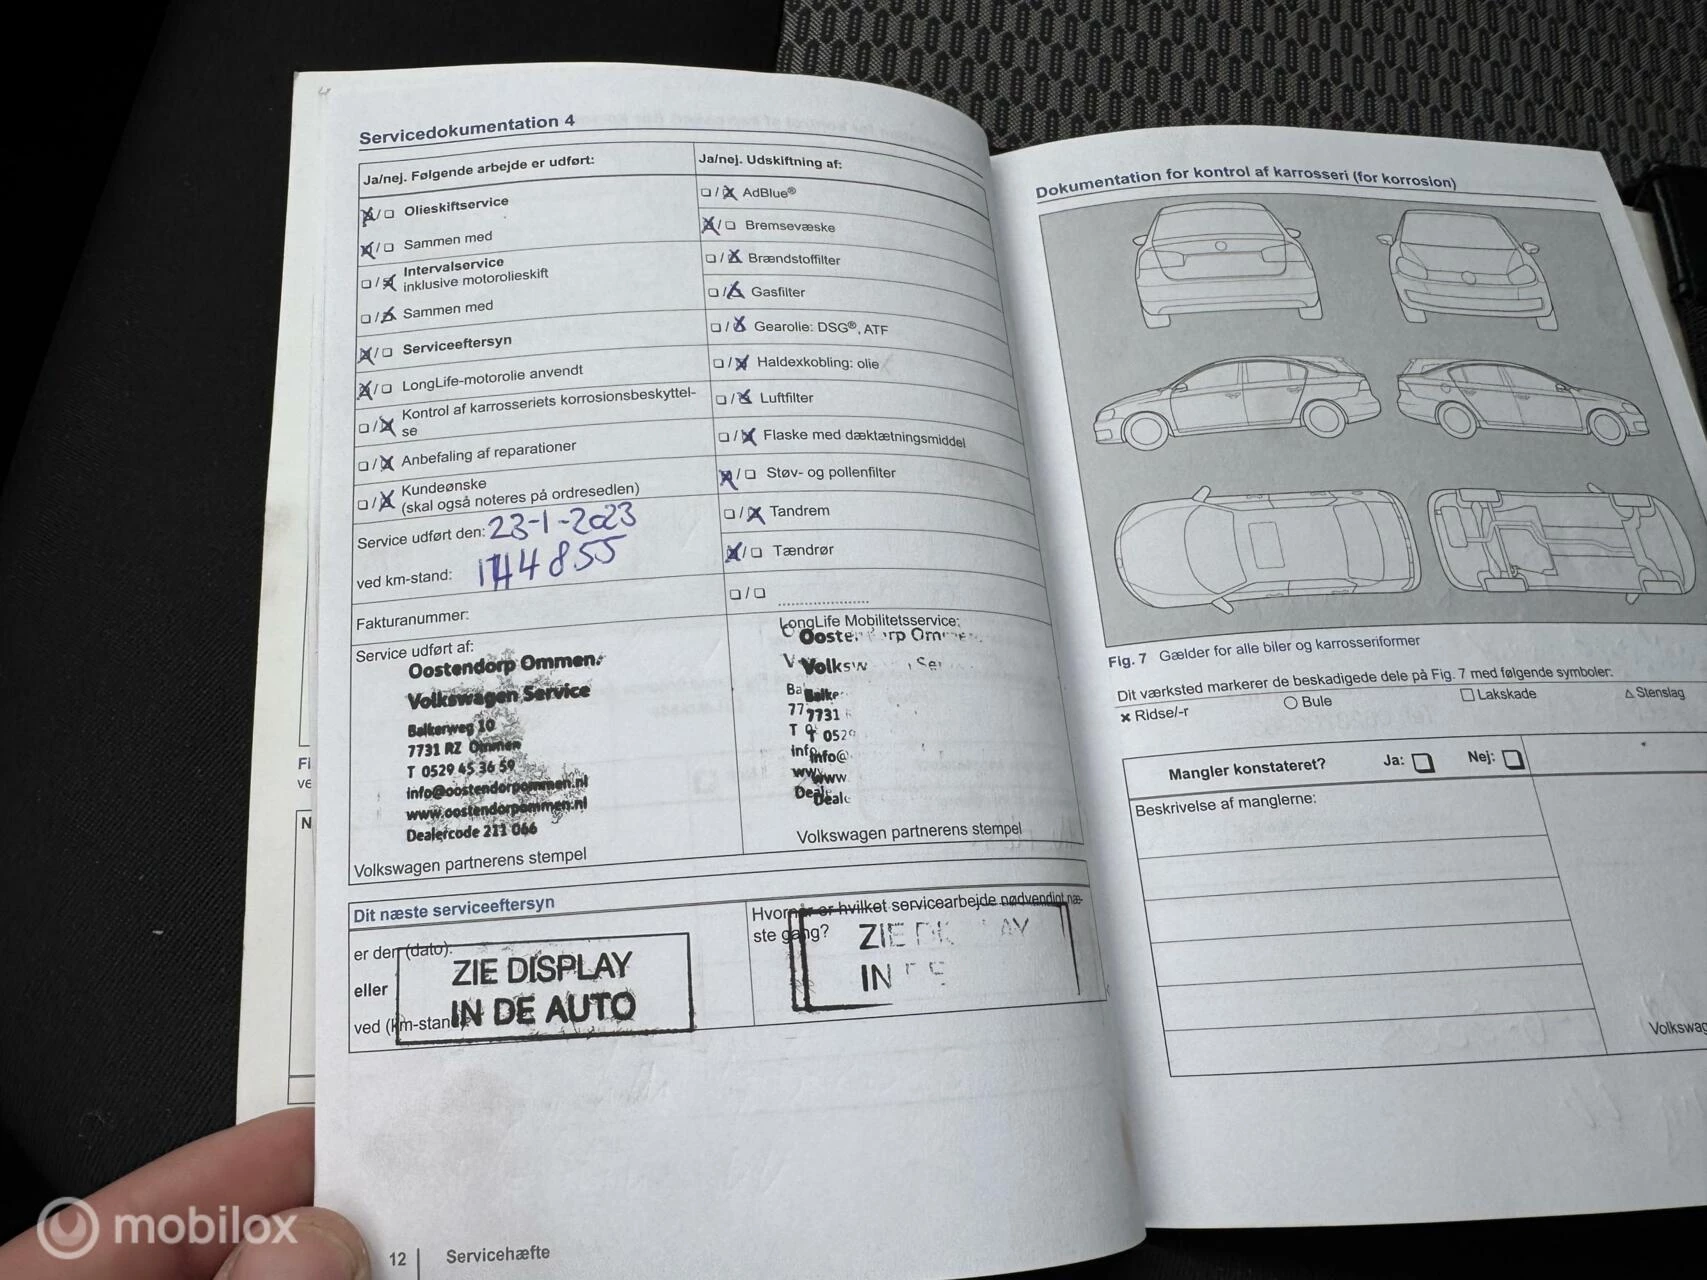 Servicedokumentation 4
Ja/nej. Følgende arbejde er udført:
Olieskiftservice
Sammen med
Intervalservice
inklusive motorolieskift
Sammen med
Serviceeftersyn
LongLife-motorolie anvendt
Kontrol af karrosseriets korrosionsbeskyttel-
se
Anbefaling af reparationer
Kundeønske
(skal også noteres på ordresedlen)
Service udført den: 23-1-2023
ved km-stand: 144855
Fakturanummer:
Service udført af:
Oostendorp Ommen.
Volkswagen Service
Balkerweg 10
7731 RZ Ommen
T 0529 45 36 59
info@oostendorpommen.nl
www.oostendorpommen.nl
Dealercode 211 066
Volkswagen partnerens stempel
Ja/nej. Udskiftning af:
AdBlue®
Bremsevæske
Brændstoffilter
Gasfilter
Gearolie: DSG®, ATF
Haldexkobling: olie
Luftfilter
Flaske med dæktætningsmiddel
Støv- og pollenfilter
Tandrem
Tændrør
LongLife Mobilitetsservice:
7731
T 0529
info@
www.
Volkswagen partnerens stempel
Dit næste serviceeftersyn
er den (dato):
eller
ved (km-stand)
ZIE DISPLAY
IN DE AUTO
Hvornår er hvilket servicearbejde nødvendigt næ-
ste gang?
ZIE
IN
12 | Servicehæfte
Dokumentation for kontrol af karrosseri (for korrosion)
Fig. 7 Gælder for alle biler og karrosseriformer
Dit værksted markerer de beskadigede dele på Fig. 7 med følgende symboler:
× Ridse/-r ○ Bule □ Lakskade △ Stenslag
Mangler konstateret? Ja: Nej:
Beskrivelse af manglerne:
mobilox